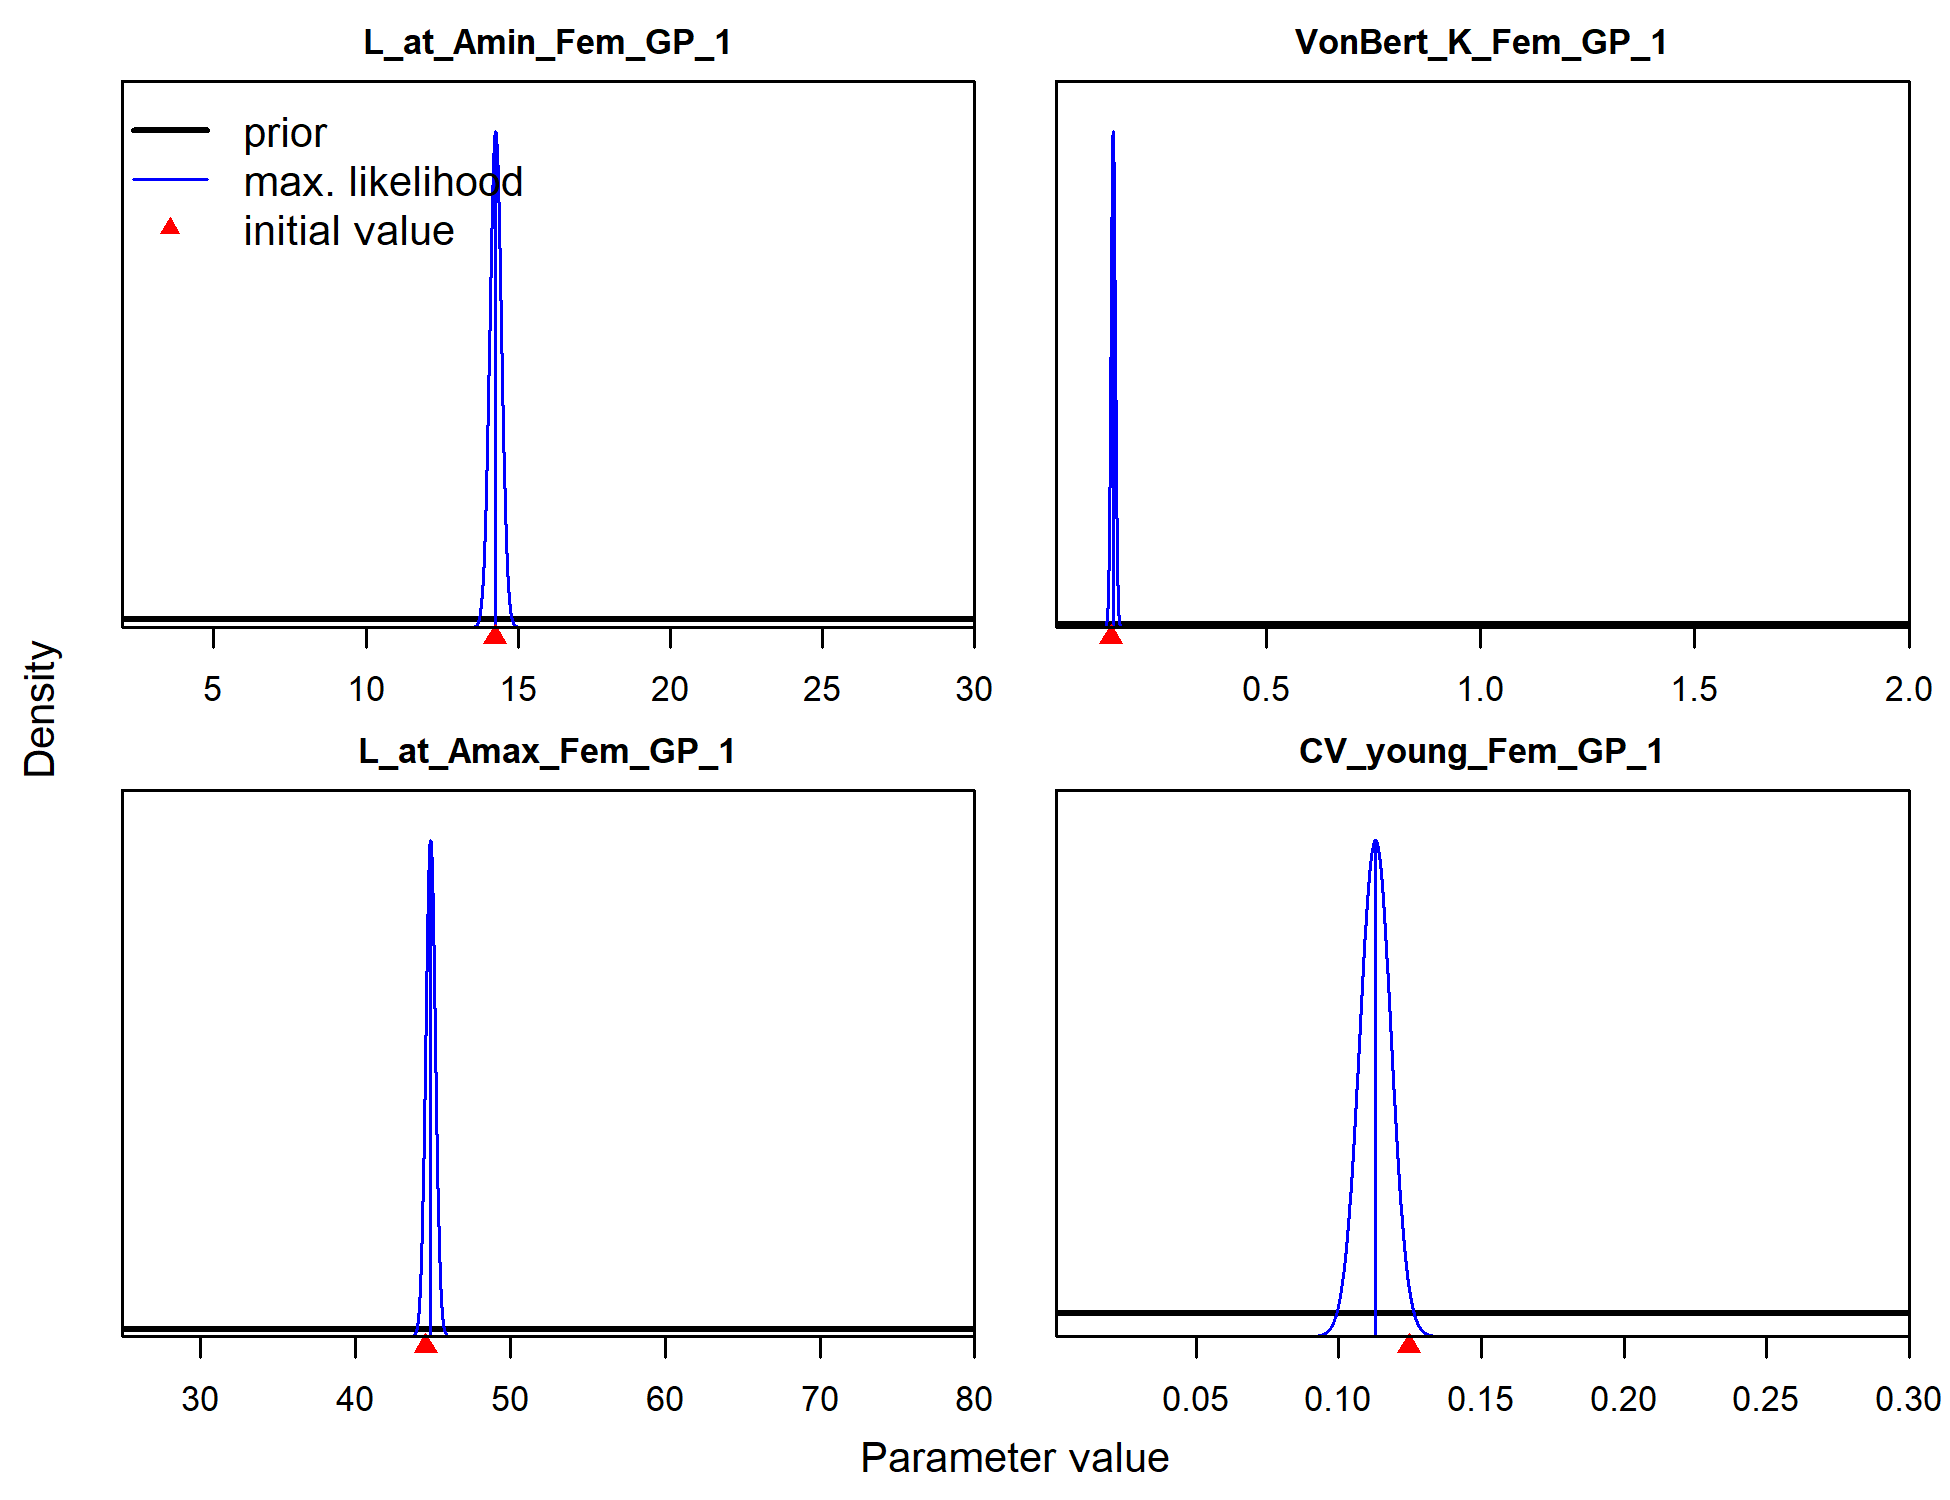 L_at_Amin_Fem_GP_1
prior
max. likelihood
initial value
5 10 15 20 25 30
VonBert_K_Fem_GP_1
0.5 1.0 1.5 2.0
L_at_Amax_Fem_GP_1
30 40 50 60 70 80
CV_young_Fem_GP_1
0.05 0.10 0.15 0.20 0.25 0.30
Density
Parameter value